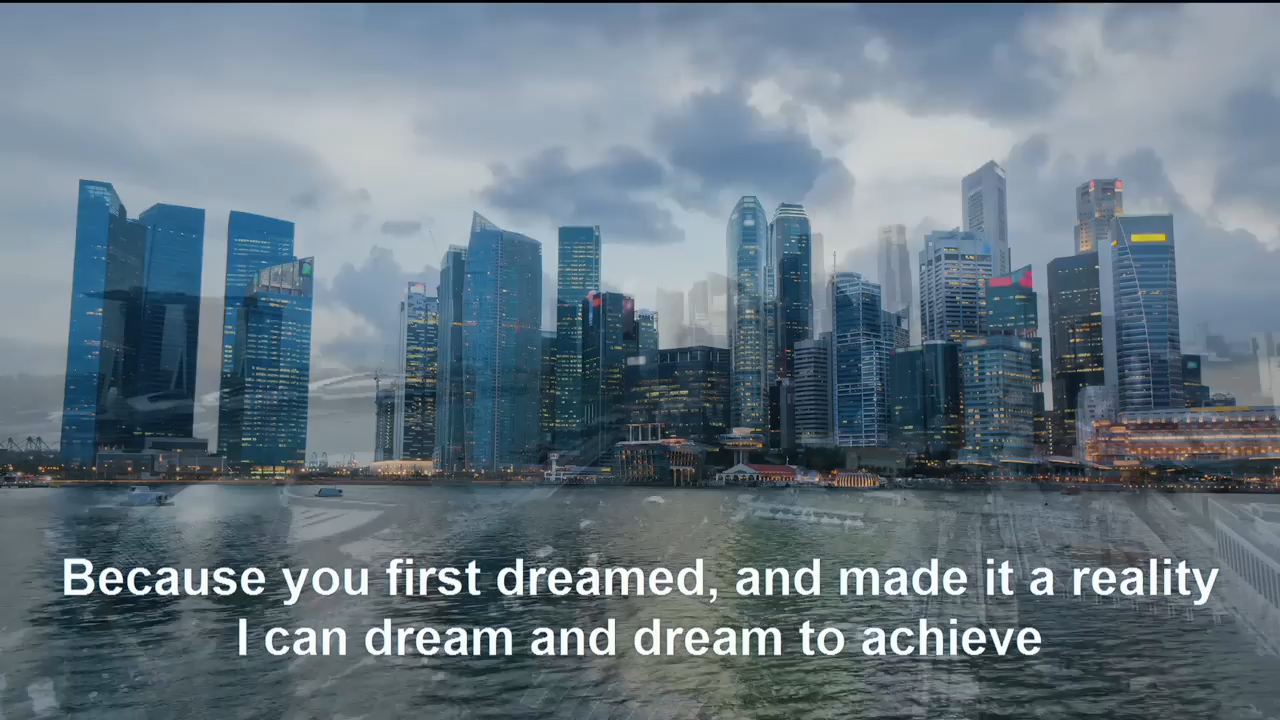 Because you first dreamed, and made it a reality
I can dream and dream to achieve